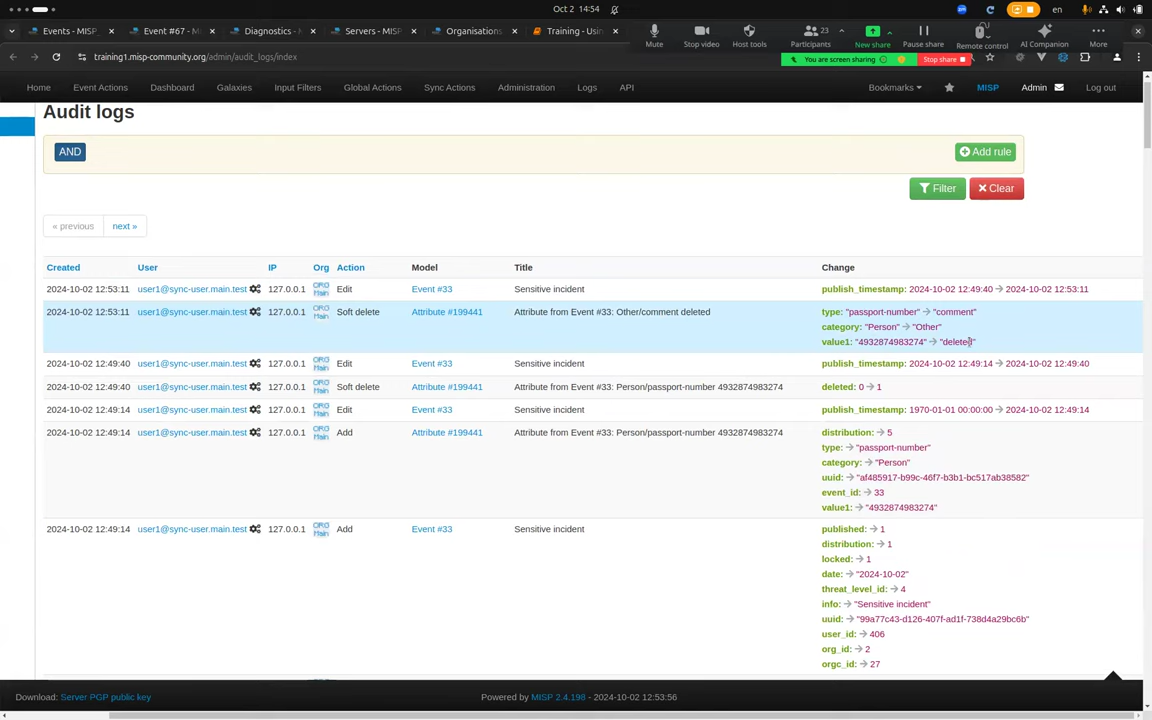 Oct 2 14:54
en
Events - MISP
Event #67 - M
Diagnostics -
Servers - MISP
Organisations
Training - Usin
Mute
Stop video
Host tools
Participants
23
New share
Pause share
Remote control
AI Companion
More
training1.misp-community.org/admin/audit_logs/index
You are screen sharing
Stop share
Home
Event Actions
Dashboard
Galaxies
Input Filters
Global Actions
Sync Actions
Administration
Logs
API
Bookmarks
MISP
Admin
Log out
Audit logs
AND
Add rule
Filter
Clear
« previous
next »
Created User IP Org Action Model Title Change
2024-10-02 12:53:11 user1@sync-user.main.test 127.0.0.1 ORG Main Edit Event #33 Sensitive incident publish_timestamp: 2024-10-02 12:49:40 → 2024-10-02 12:53:11
2024-10-02 12:53:11 user1@sync-user.main.test 127.0.0.1 ORG Main Soft delete Attribute #199441 Attribute from Event #33: Other/comment deleted type: "passport-number" → "comment"
category: "Person" → "Other"
value1: "4932874983274" → "deleted"
2024-10-02 12:49:40 user1@sync-user.main.test 127.0.0.1 ORG Main Edit Event #33 Sensitive incident publish_timestamp: 2024-10-02 12:49:14 → 2024-10-02 12:49:40
2024-10-02 12:49:40 user1@sync-user.main.test 127.0.0.1 ORG Main Soft delete Attribute #199441 Attribute from Event #33: Person/passport-number 4932874983274 deleted: 0 → 1
2024-10-02 12:49:14 user1@sync-user.main.test 127.0.0.1 ORG Main Edit Event #33 Sensitive incident publish_timestamp: 1970-01-01 00:00:00 → 2024-10-02 12:49:14
2024-10-02 12:49:14 user1@sync-user.main.test 127.0.0.1 ORG Main Add Attribute #199441 Attribute from Event #33: Person/passport-number 4932874983274 distribution: → 5
type: → "passport-number"
category: → "Person"
uuid: → "af485917-b99c-46f7-b3b1-bc517ab38582"
event_id: → 33
value1: → "4932874983274"
2024-10-02 12:49:14 user1@sync-user.main.test 127.0.0.1 ORG Main Add Event #33 Sensitive incident published: → 1
distribution: → 1
locked: → 1
date: → "2024-10-02"
threat_level_id: → 4
info: → "Sensitive incident"
uuid: → "99a77c43-d126-407f-ad1f-738d4a29bc6b"
user_id: → 406
org_id: → 2
orgc_id: → 27
Download: Server PGP public key
Powered by MISP 2.4.198 - 2024-10-02 12:53:56